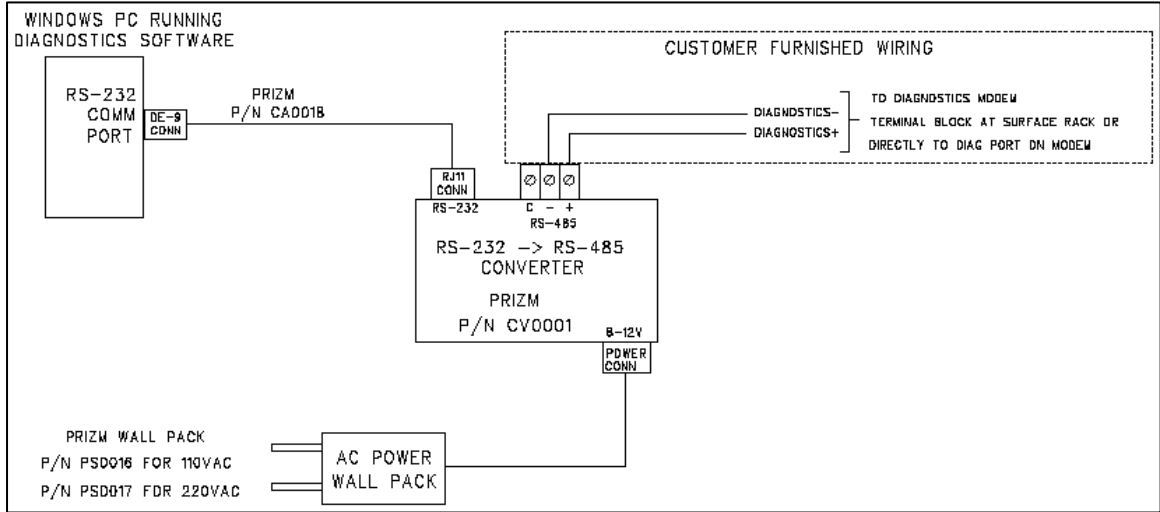 WINDOWS PC RUNNING
DIAGNOSTICS SOFTWARE
RS-232
COMM
PORT
DE-9
CONN
PRIZM
P/N CA0018
CUSTOMER FURNISHED WIRING
DIAGNOSTICS-
DIAGNOSTICS+
TO DIAGNOSTICS MODEM
TERMINAL BLOCK AT SURFACE RACK OR
DIRECTLY TO DIAG PORT ON MODEM
RJ11
CONN
RS-232
C - +
RS-485
RS-232 -> RS-485
CONVERTER
PRIZM
P/N CV0001
8-12V
POWER
CONN
PRIZM WALL PACK
P/N PS0016 FOR 110VAC
P/N PS0017 FOR 220VAC
AC POWER
WALL PACK